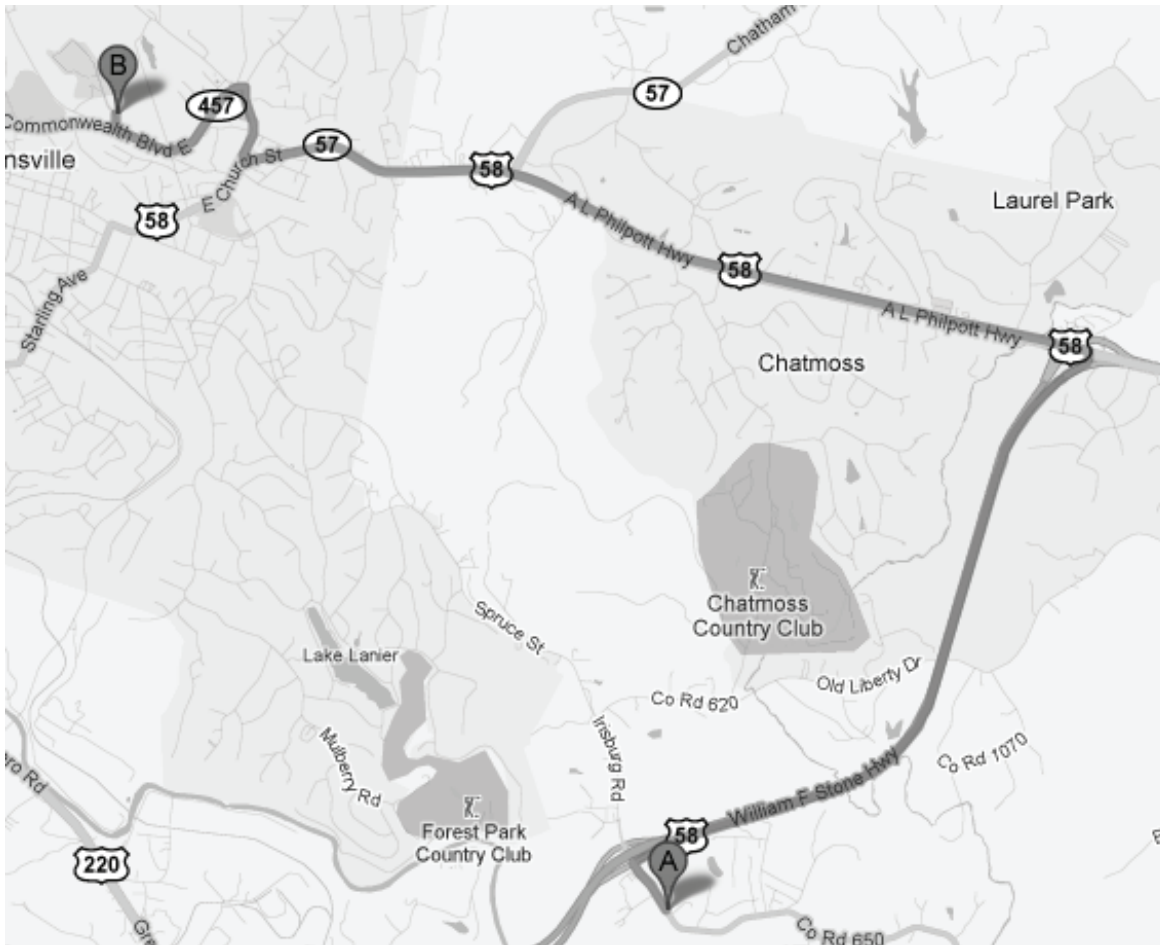 Chatham
B
457
57
Commonwealth Blvd E
57
nsville
E Church St
58
58
A L Philpott Hwy
Laurel Park
58
Starling Ave
A L Philpott Hwy
58
Chatmoss
Chatmoss
Country Club
Spruce St
Lake Lanier
Old Liberty Dr
Co Rd 620
Irisburg Rd
Mulberry Rd
Co Rd 1070
oro Rd
William F Stone Hwy
58
Forest Park
Country Club
A
220
Gre
Co Rd 650